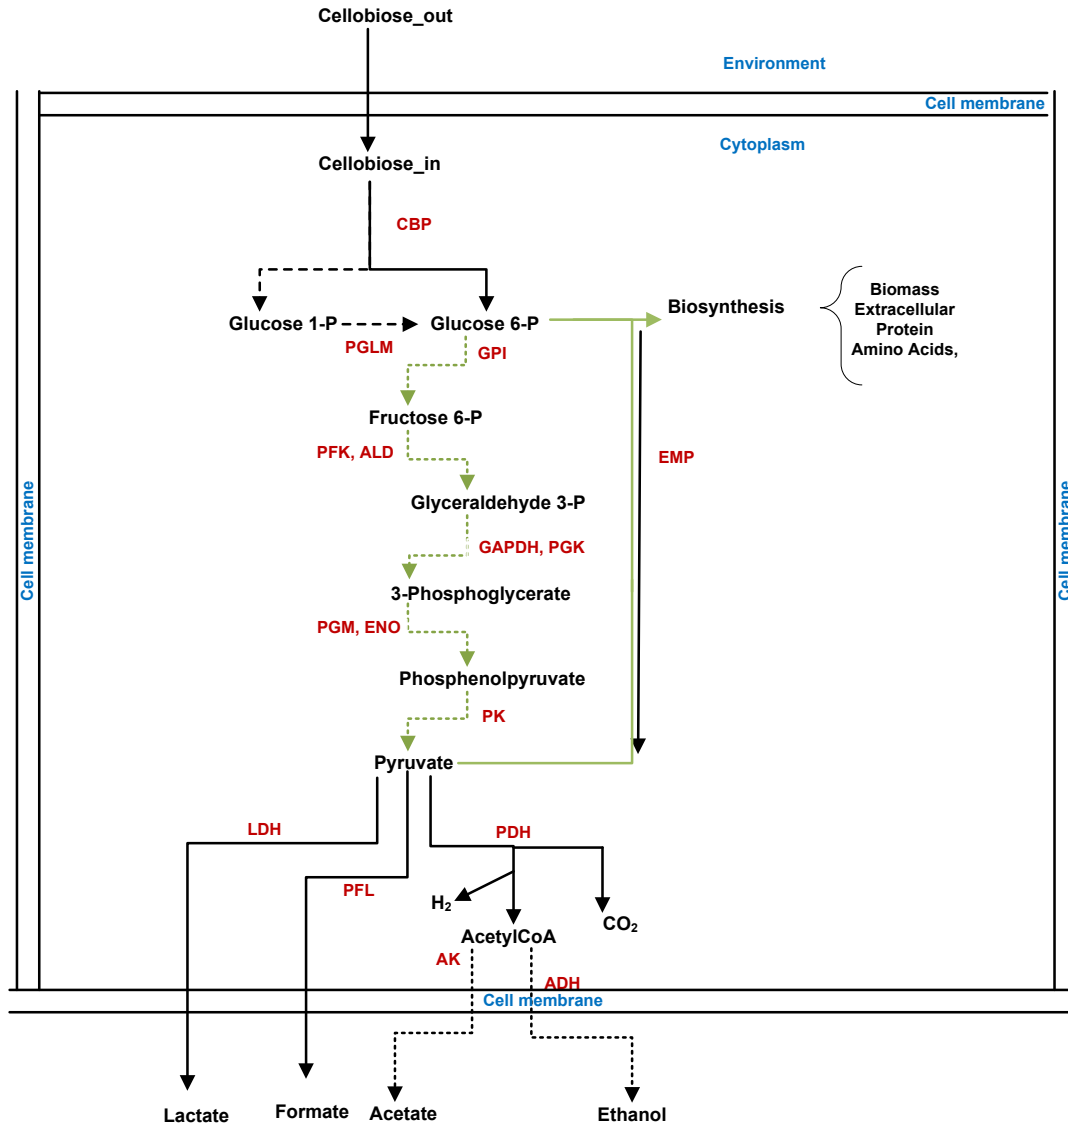 Cellobiose_out
Environment
Cell membrane
Cytoplasm
Cellobiose_in
CBP
Glucose 1-P
Glucose 6-P
Biosynthesis
Biomass
Extracellular
Protein
Amino Acids,
PGLM
GPI
Fructose 6-P
PFK, ALD
EMP
Glyceraldehyde 3-P
GAPDH, PGK
Cell membrane
Cell membrane
3-Phosphoglycerate
PGM, ENO
Phosphenolpyruvate
PK
Pyruvate
LDH
PDH
PFL
H₂
CO₂
AcetylCoA
AK
ADH
Cell membrane
Lactate
Formate
Acetate
Ethanol